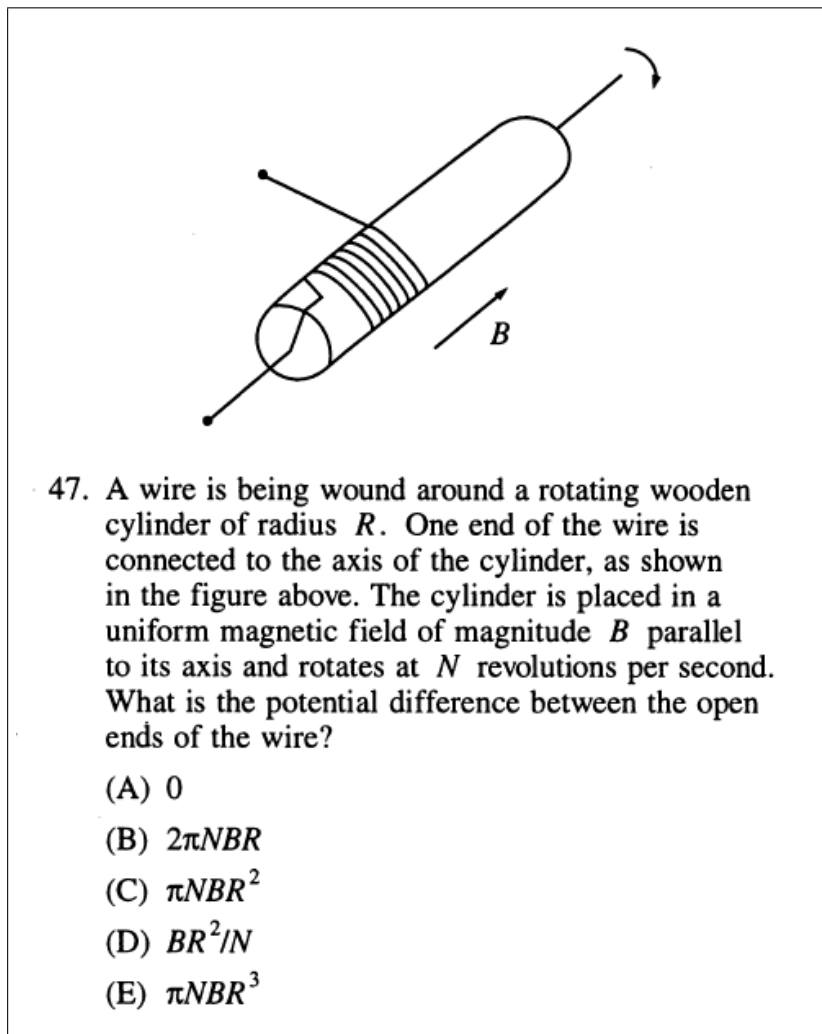 B
47. A wire is being wound around a rotating wooden
cylinder of radius R. One end of the wire is
connected to the axis of the cylinder, as shown
in the figure above. The cylinder is placed in a
uniform magnetic field of magnitude B parallel
to its axis and rotates at N revolutions per second.
What is the potential difference between the open
ends of the wire?
(A) 0
(B) 2πNBR
(C) πNBR²
(D) BR²/N
(E) πNBR³